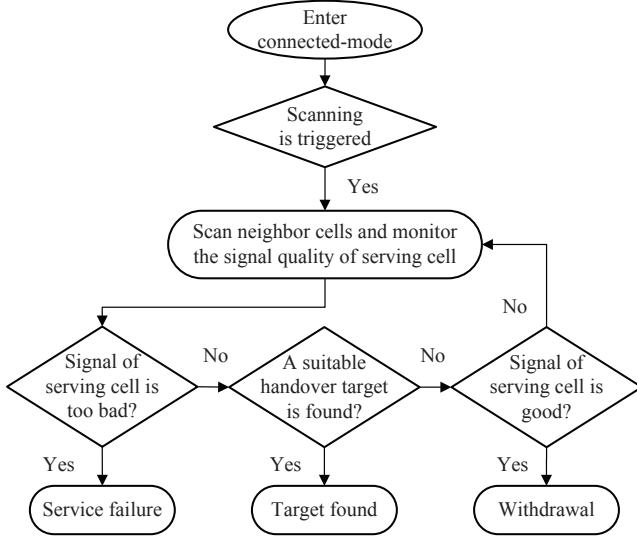 Enter
connected-mode
Scanning
is triggered
Yes
Scan neighbor cells and monitor
the signal quality of serving cell
No
Signal of
serving cell is
too bad?
No
A suitable
handover target
is found?
No
Signal of
serving cell is
good?
Yes
Yes
Yes
Service failure
Target found
Withdrawal